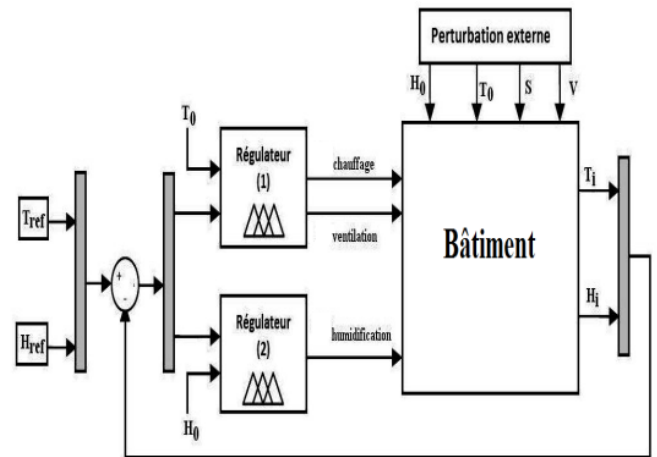 Perturbation externe
H0
T0
S
V
T0
Régulateur
(1)
chauffage
ventilation
Tref
Href
+
-
Régulateur
(2)
humidification
H0
Bâtiment
Ti
Hi